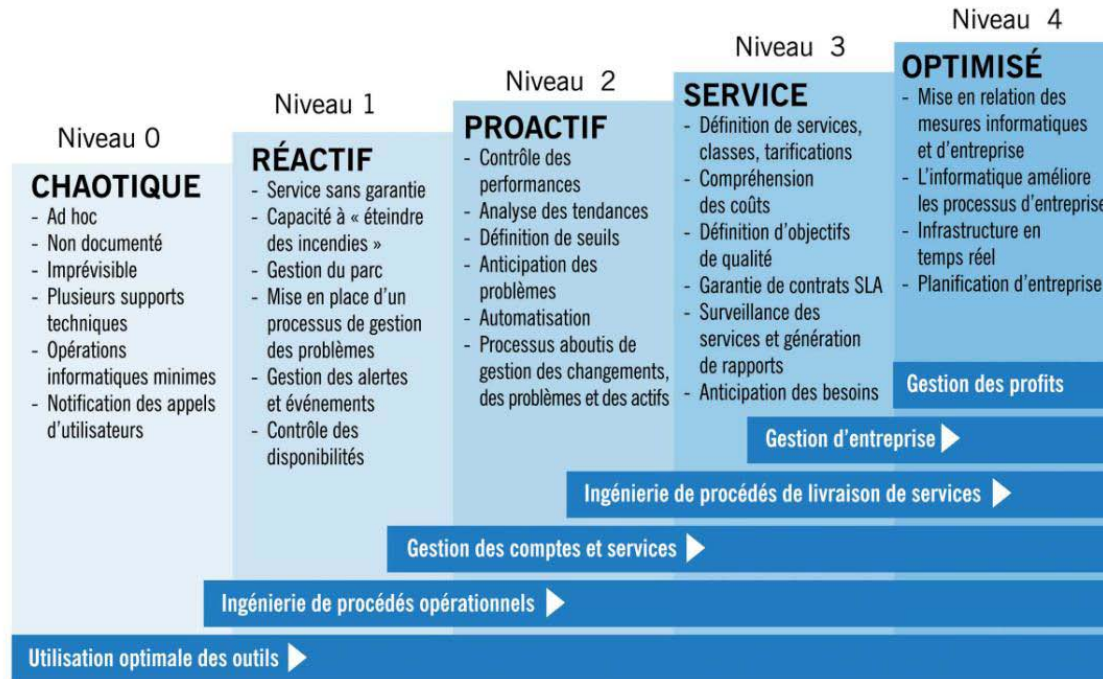 Niveau 0
CHAOTIQUE
- Ad hoc
- Non documenté
- Imprévisible
- Plusieurs supports
techniques
- Opérations
informatiques minimes
- Notification des appels
d'utilisateurs
Niveau 1
RÉACTIF
- Service sans garantie
- Capacité à « éteindre
des incendies »
- Gestion du parc
- Mise en place d'un
processus de gestion
des problèmes
- Gestion des alertes
et événements
- Contrôle des
disponibilités
Niveau 2
PROACTIF
- Contrôle des
performances
- Analyse des tendances
- Définition de seuils
- Anticipation des
problèmes
- Automatisation
- Processus aboutis de
gestion des changements,
des problèmes et des actifs
Niveau 3
SERVICE
- Définition de services,
classes, tarifications
- Compréhension
des coûts
- Définition d'objectifs
de qualité
- Garantie de contrats SLA
- Surveillance des
services et génération
de rapports
- Anticipation des besoins
Niveau 4
OPTIMISÉ
- Mise en relation des
mesures informatiques
et d'entreprise
- L'informatique améliore
les processus d'entreprise
- Infrastructure en
temps réel
- Planification d'entreprise
Gestion des profits
Gestion d'entreprise
Ingénierie de procédés de livraison de services
Gestion des comptes et services
Ingénierie de procédés opérationnels
Utilisation optimale des outils